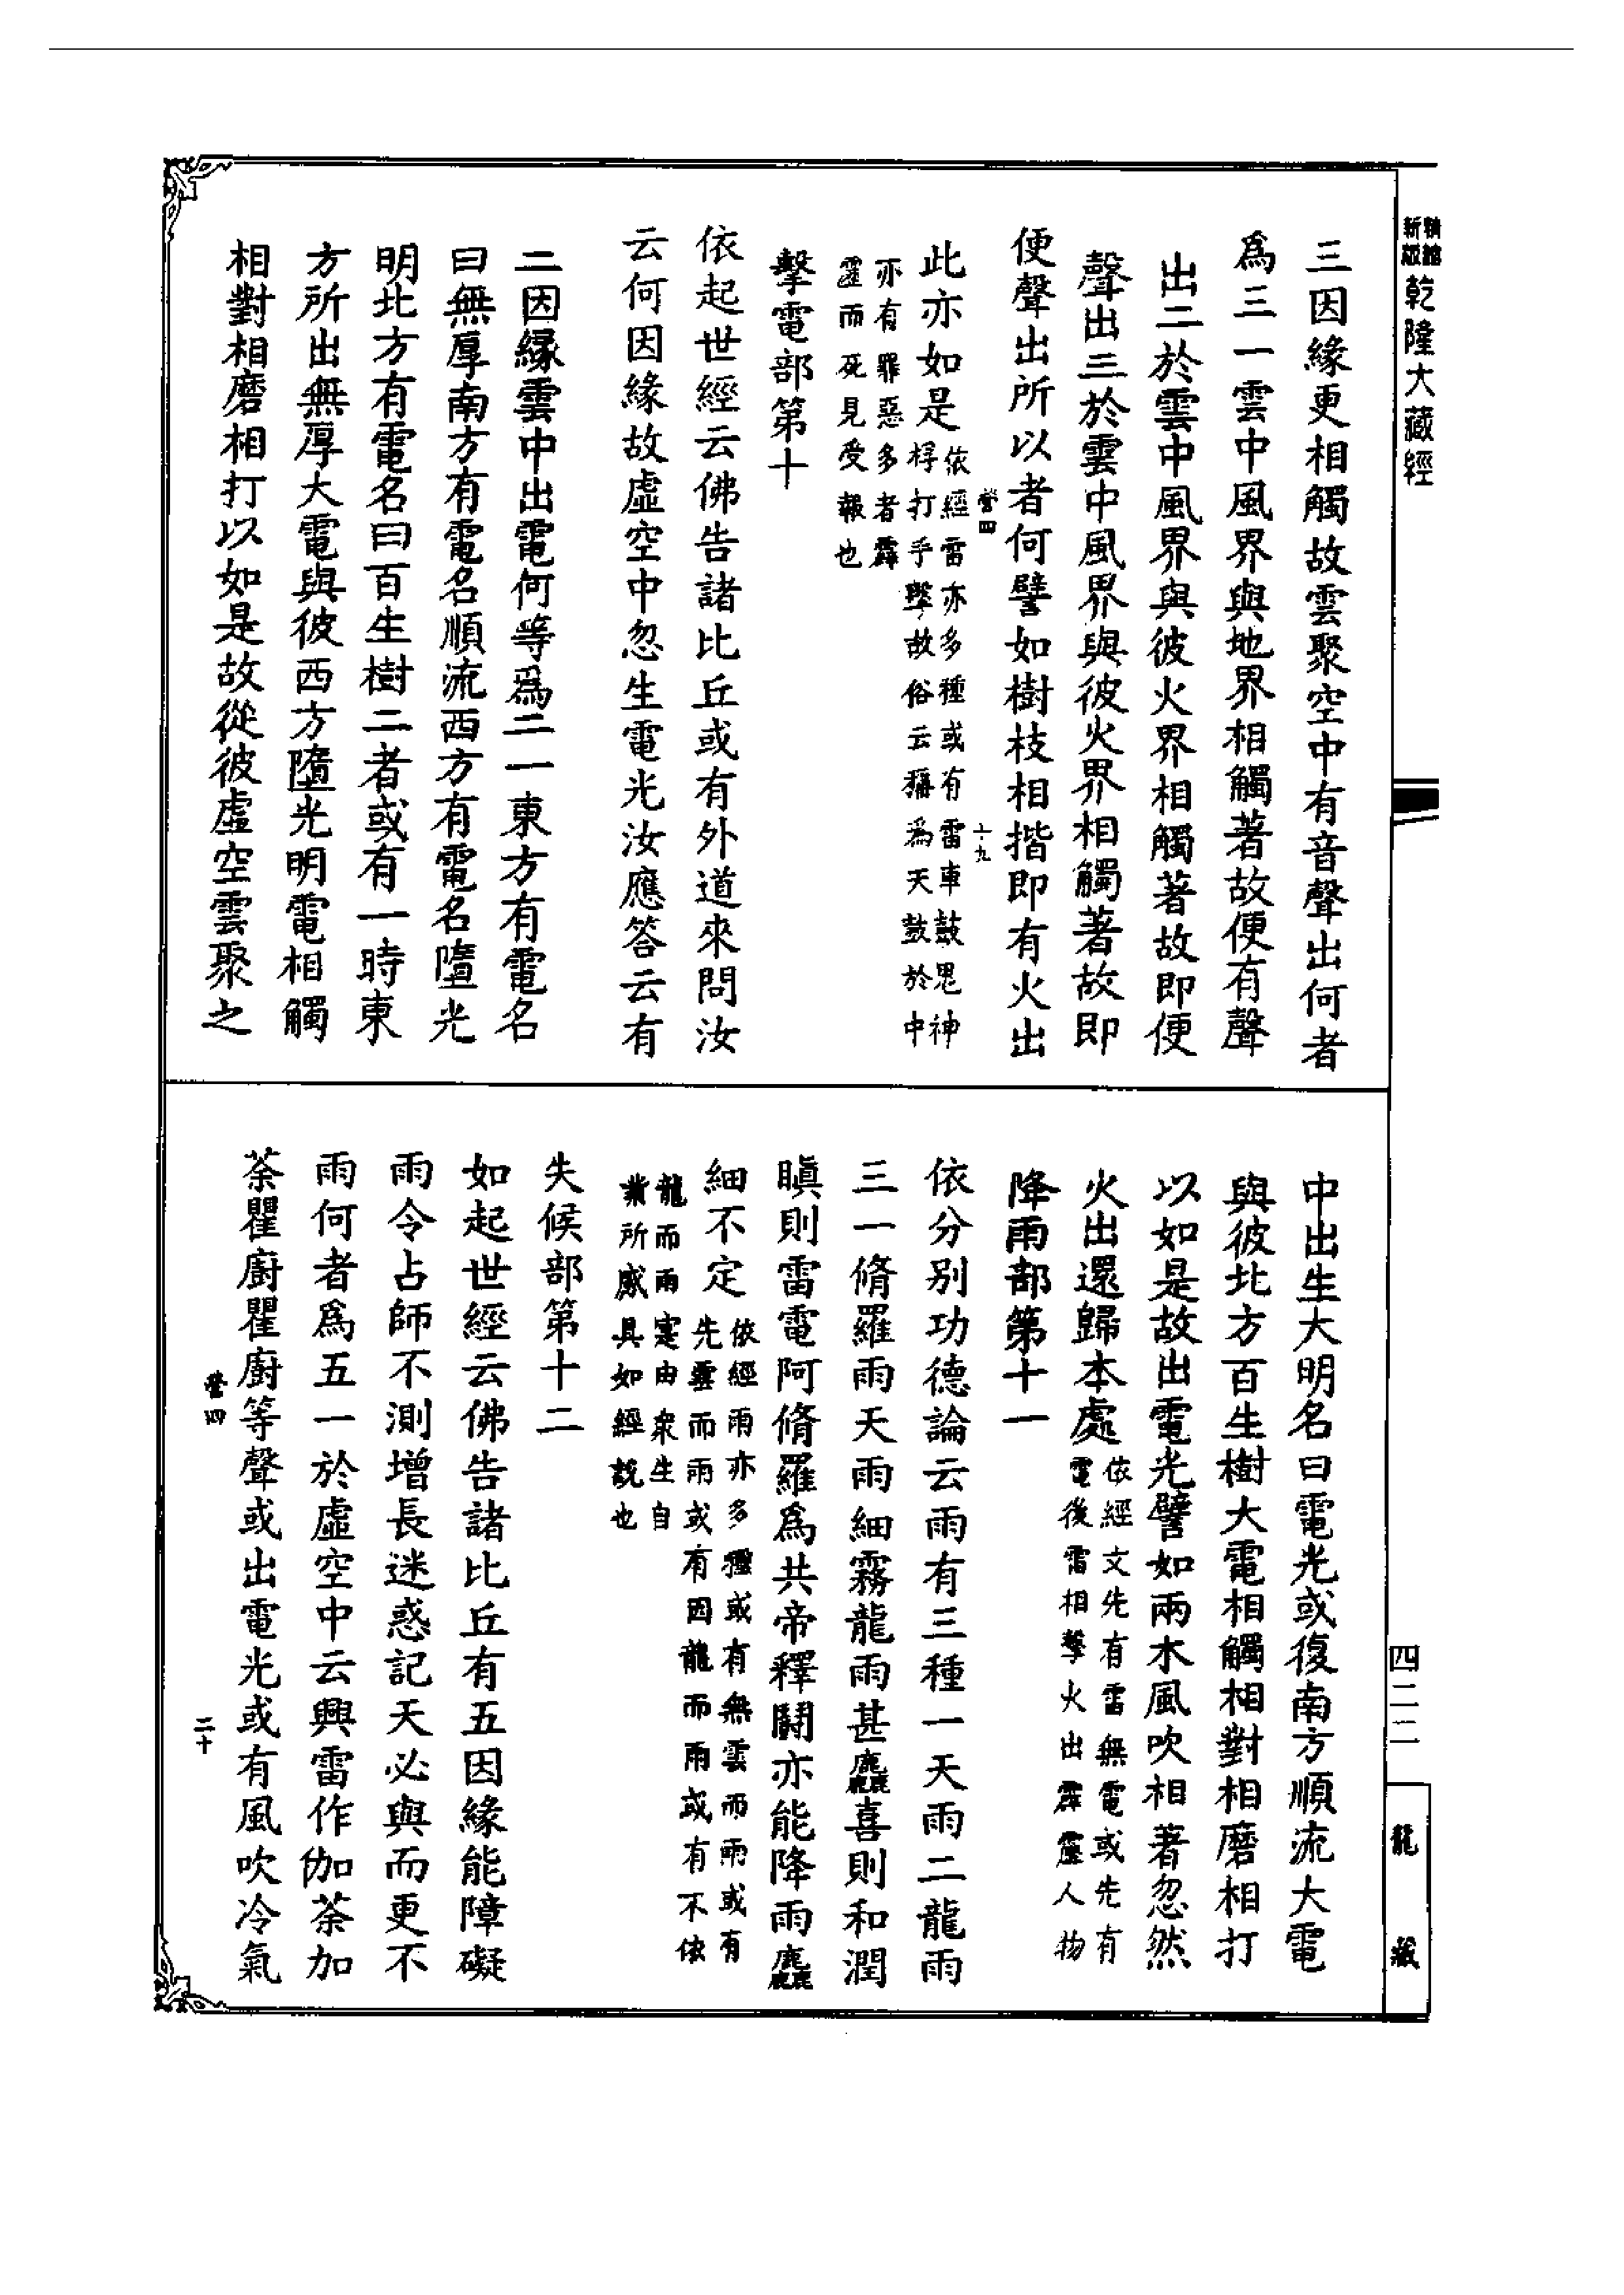 精緻
新版
乾隆大藏經
三因緣更相觸故雲聚空中有音聲出何者
爲三一雲中風界與地界相觸著故便有聲
出二於雲中風界與彼火界相觸著故即便
聲出三於雲中風界與彼火界相觸著故即
便聲出所以者何譬如樹枝相揩即有火出
營四
十九
此亦如是
依經雷亦多種或有雷車鼓鬼神
桴打乎擊故俗云稱爲天鼓於中
亦有罪惡多者霹
靂而死見受報也
擊電部第十
依起世經云佛告諸比丘或有外道來問汝
云何因緣故虛空中忽生電光汝應答云有
二因緣雲中出電何等爲二一東方有電名
曰無厚南方有電名順流西方有電名墮光
明北方有電名曰百生樹二者或有一時東
方所出無厚大電與彼西方墮光明電相觸
相對相磨相打以如是故從彼虛空雲聚之
中出生大明名曰電光或復南方順流大電
與彼北方百生樹大電相觸相對相磨相打
以如是故出電光譬如兩木風吹相著忽然
火出還歸本處
依經文先有雷無電或先有
電後雷相擊火出霹靂人物
降雨部第十一
依分別功德論云雨有三種一天雨二龍雨
三一脩羅雨天雨細霧龍雨甚麤喜則和潤
瞋則雷電阿脩羅爲共帝釋鬭亦能降雨麤
細不定
依經雨亦多種或有無雲而雨或有
先雲而雨或有因龍而雨或有不依
龍而雨寔由衆生自
業所感具如經說也
失候部第十二
如起世經云佛告諸比丘有五因緣能障礙
雨令占師不測增長迷惑記天必與而更不
雨何者爲五一於虛空中云興雷作伽茶加
茶瞿廚瞿廚等聲或出電光或有風吹冷氣
營四
二十
四二二
龍藏